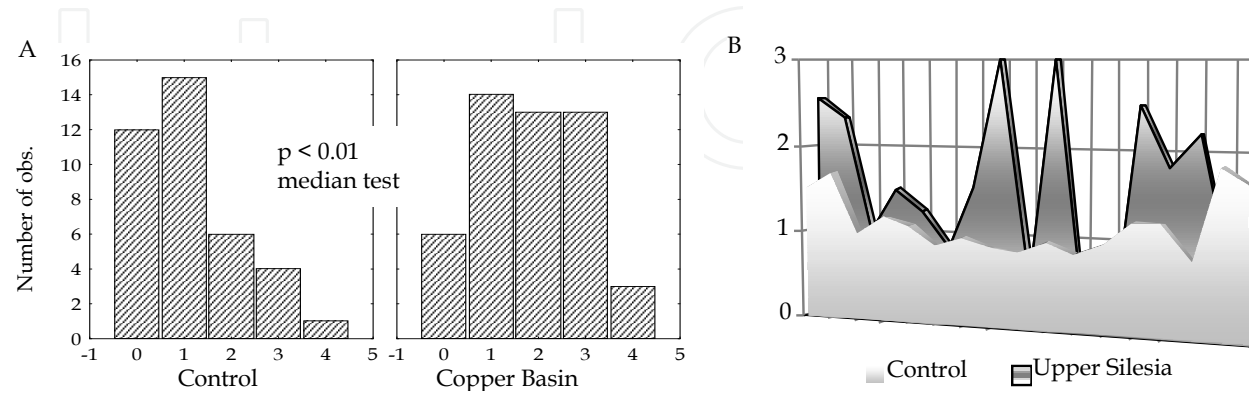 A
Number of obs.
16
14
12
10
8
6
4
2
0
-1 0 1 2 3 4 5
Control
p < 0.01
median test
-1 0 1 2 3 4 5
Copper Basin
B
3
2
1
0
Control
Upper Silesia